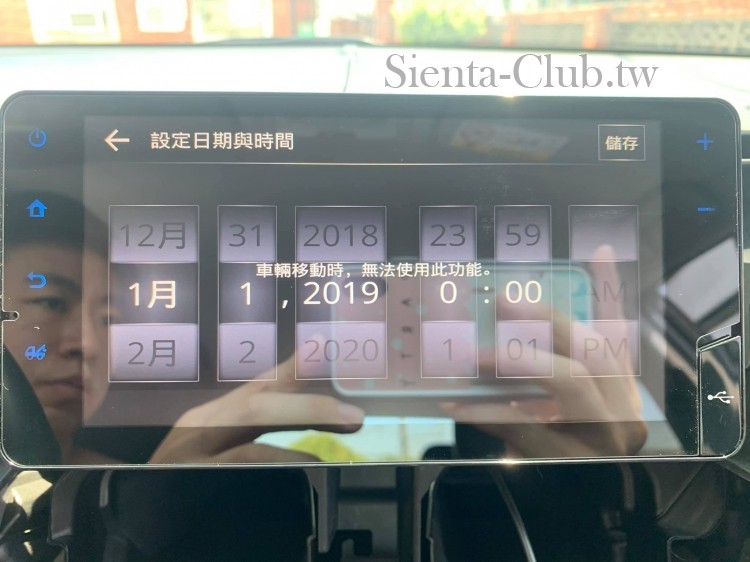 Sienta-Club.tw
設定日期與時間
儲存
12月 31 2018 23 59
車輛移動時，無法使用此功能。
1月 1 , 2019 0 : 00 AM
2月 2 2020 1 01 PM